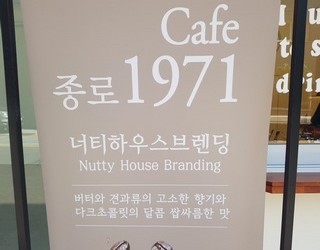 Cafe
종로1971
너티하우스브렌딩
Nutty House Branding
버터와 견과류의 고소한 향기와
다크초콜릿의 달콤 쌉싸름한 맛